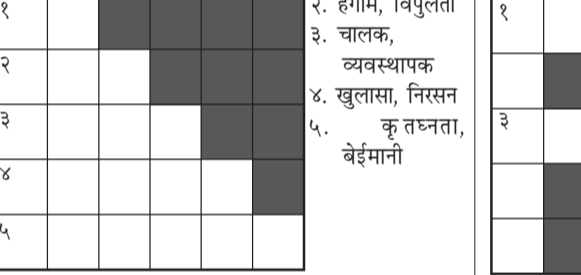 १
२
३
४
५
२. हंगाम, विपुलता
३. चालक,
व्यवस्थापक
४. खुलासा, निरसन
५. कृतघ्नता,
बेईमानी
१
३